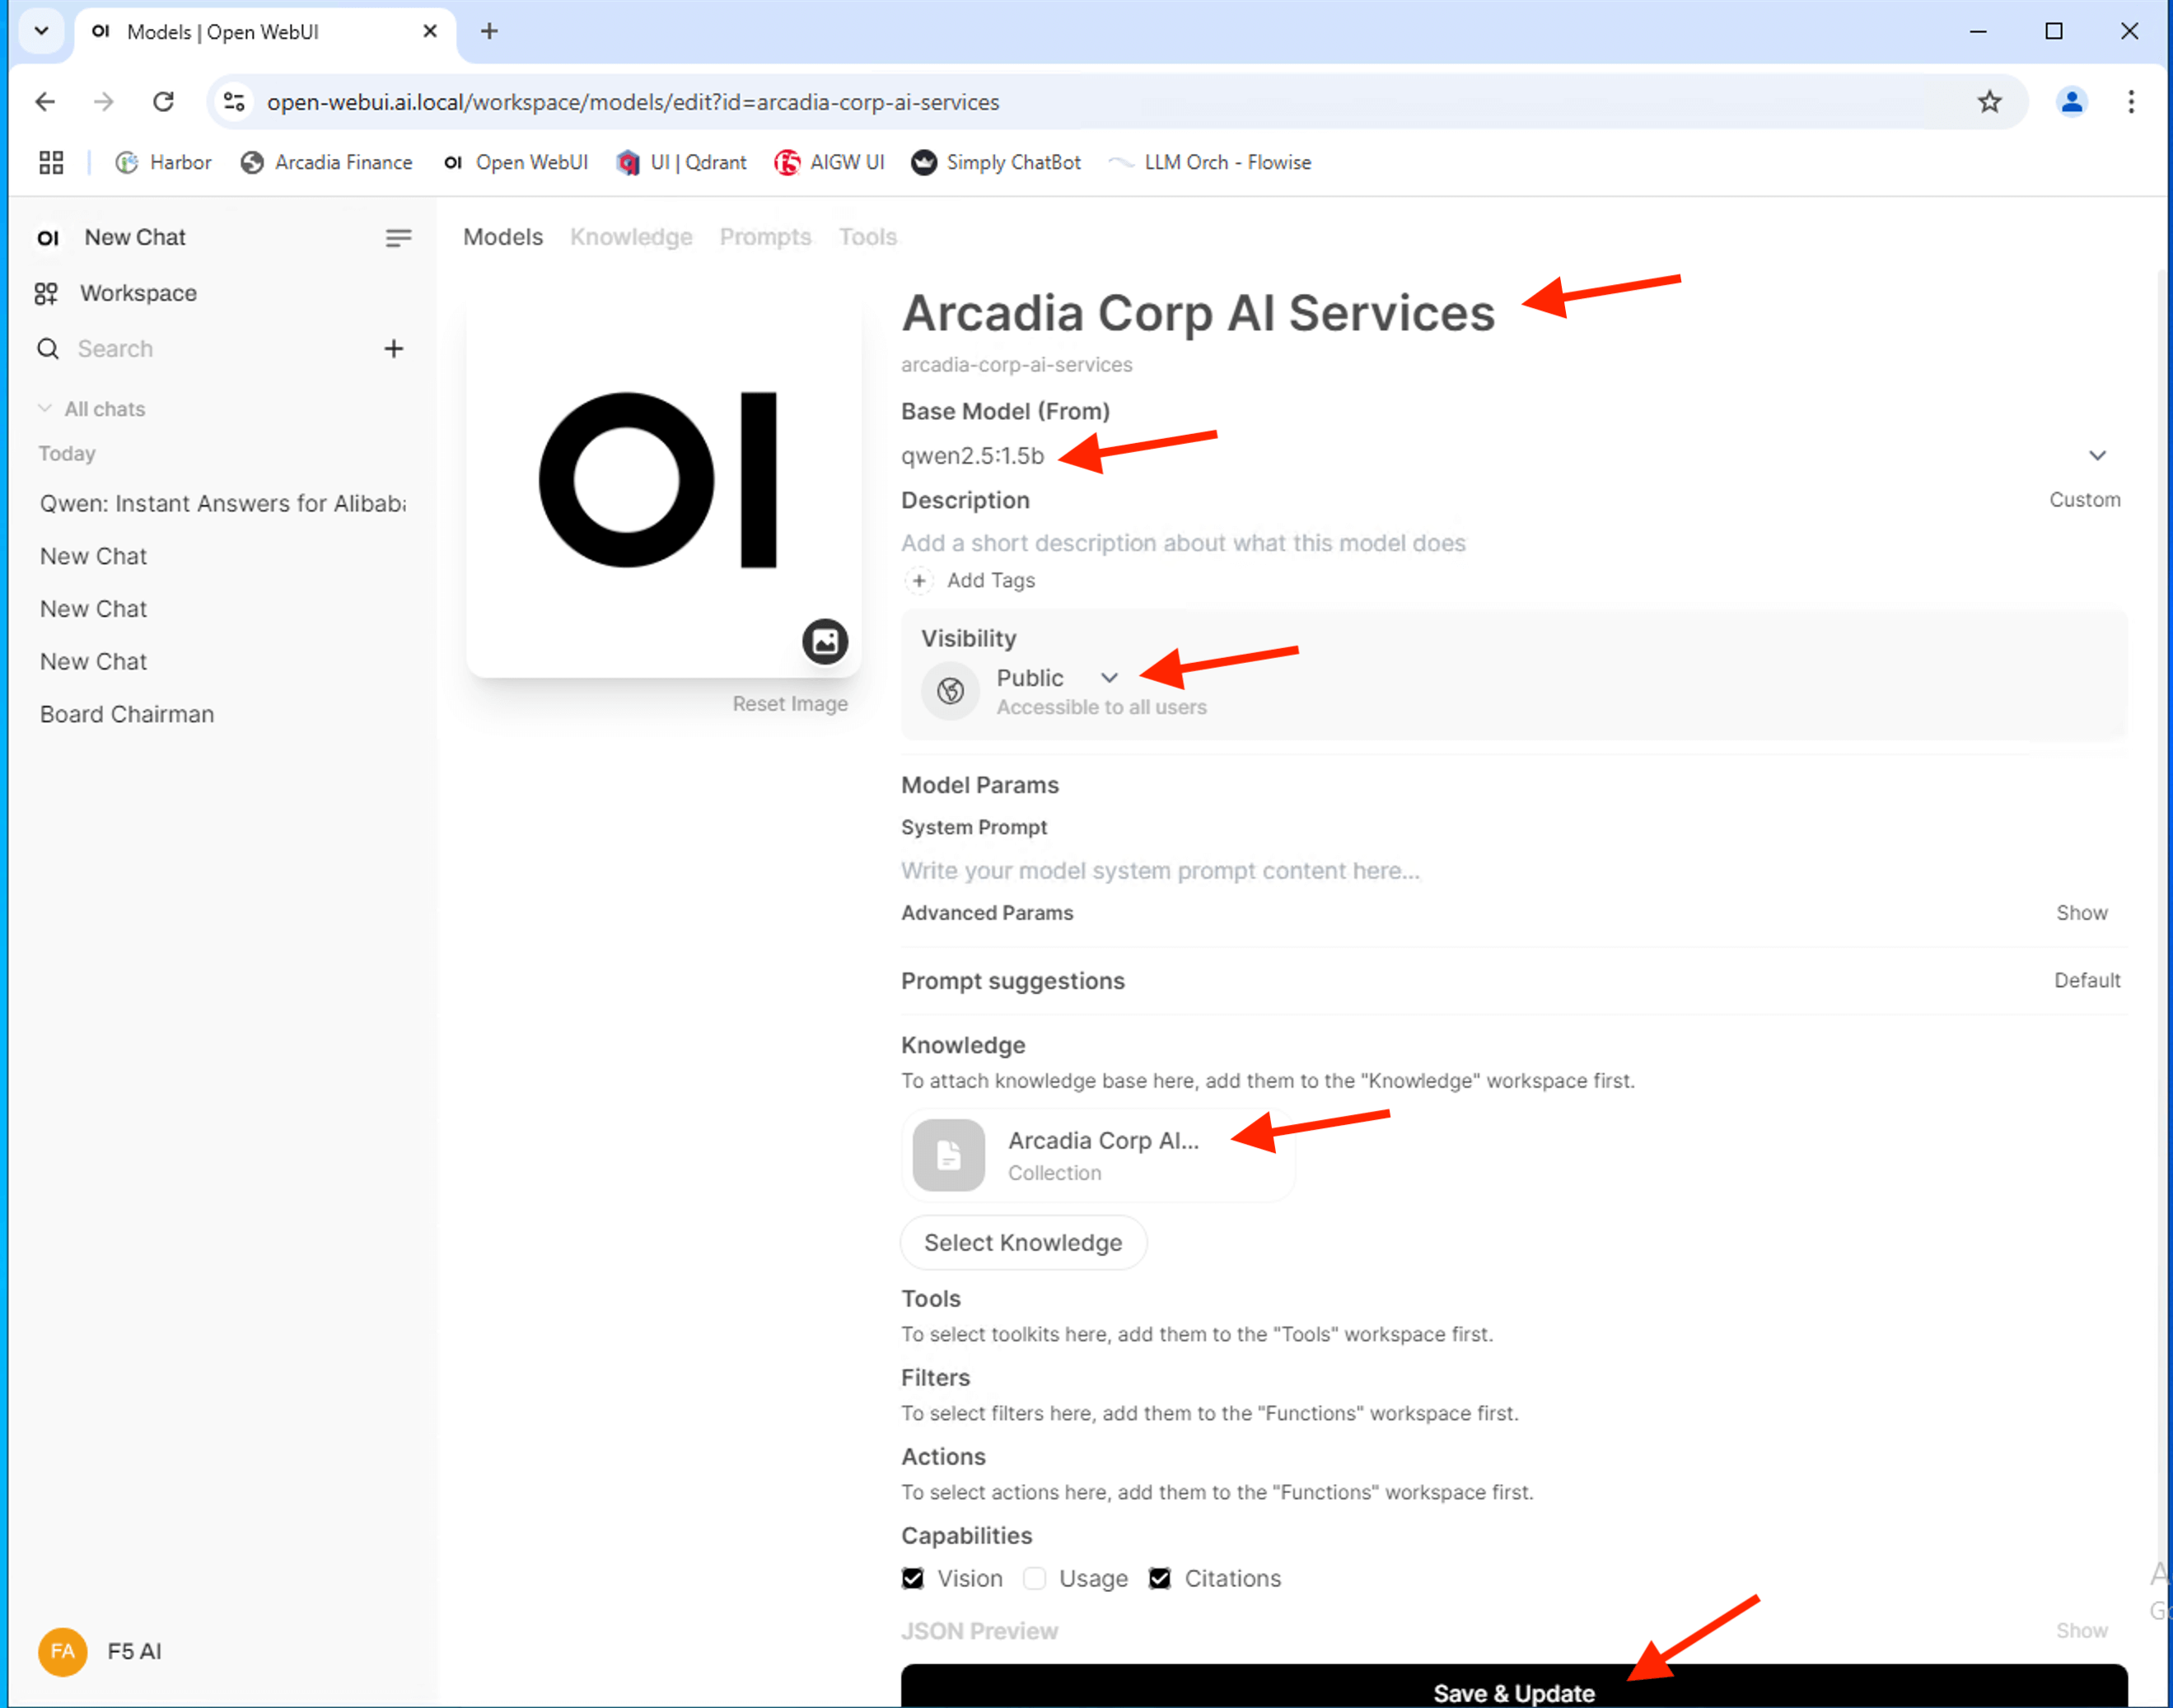 OI Models | Open WebUI
open-webui.ai.local/workspace/models/edit?id=arcadia-corp-ai-services
Harbor Arcadia Finance OI Open WebUI UI | Qdrant f5 AIGW UI Simply ChatBot LLM Orch - Flowise
OI New Chat
Workspace
Search
All chats
Today
Qwen: Instant Answers for Alibaba
New Chat
New Chat
New Chat
Board Chairman
FA F5 AI
Models Knowledge Prompts Tools
OI
Reset Image
Arcadia Corp AI Services
arcadia-corp-ai-services
Base Model (From)
qwen2.5:1.5b
Description Custom
Add a short description about what this model does
Add Tags
Visibility
Public
Accessible to all users
Model Params
System Prompt
Write your model system prompt content here...
Advanced Params Show
Prompt suggestions Default
Knowledge
To attach knowledge base here, add them to the "Knowledge" workspace first.
Arcadia Corp AI...
Collection
Select Knowledge
Tools
To select toolkits here, add them to the "Tools" workspace first.
Filters
To select filters here, add them to the "Functions" workspace first.
Actions
To select actions here, add them to the "Functions" workspace first.
Capabilities
Vision Usage Citations
JSON Preview Show
Save & Update